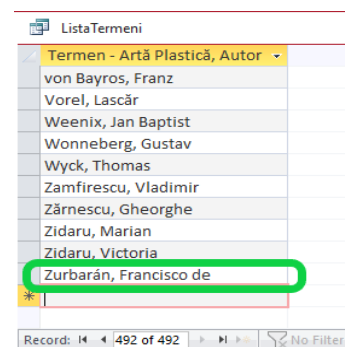 ListaTermeni
Termen - Artă Plastică, Autor
von Bayros, Franz
Vorel, Lascăr
Weenix, Jan Baptist
Wonneberg, Gustav
Wyck, Thomas
Zamfirescu, Vladimir
Zărnescu, Gheorghe
Zidaru, Marian
Zidaru, Victoria
Zurbarán, Francisco de
Record: 492 of 492 No Filter